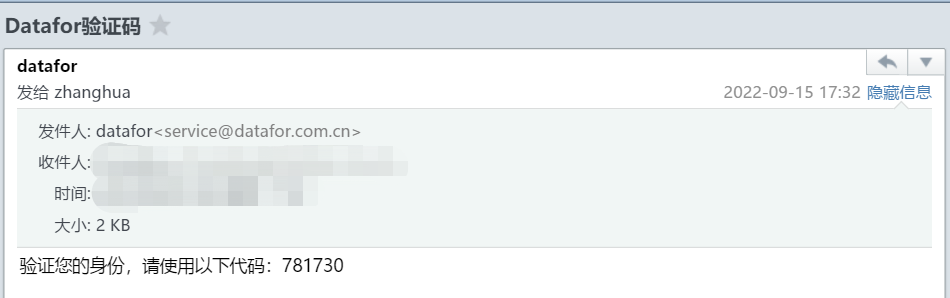 Datafor验证码
datafor
发给 zhanghua
2022-09-15 17:32 隐藏信息
发件人: datafor<service@datafor.com.cn>
收件人:
时间:
大小: 2 KB
验证您的身份，请使用以下代码：781730